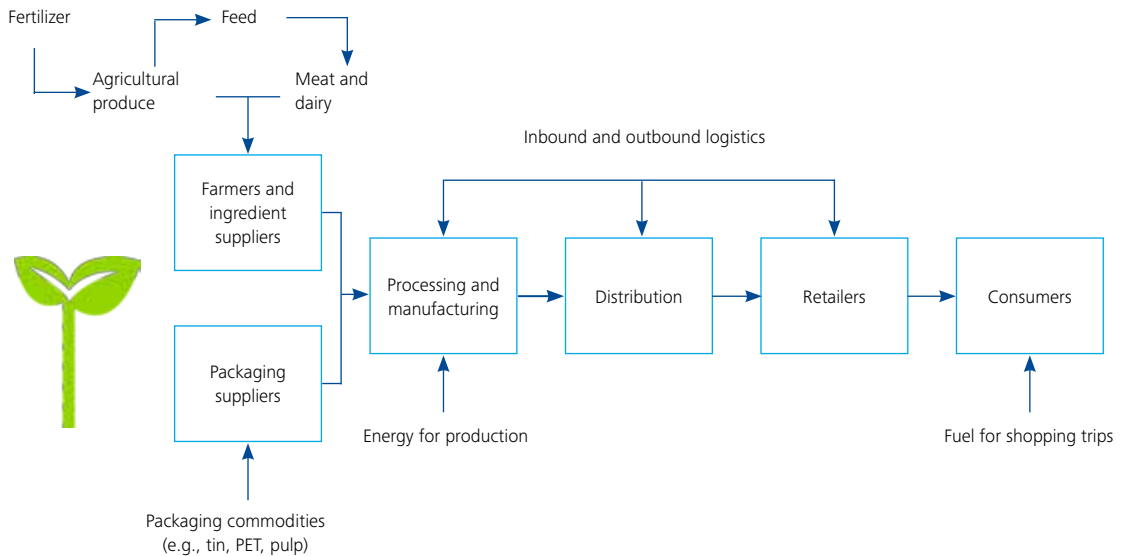 Fertilizer
Feed
Agricultural
produce
Meat and
dairy
Inbound and outbound logistics
Farmers and
ingredient
suppliers
Processing and
manufacturing
Distribution
Retailers
Consumers
Packaging
suppliers
Energy for production
Fuel for shopping trips
Packaging commodities
(e.g., tin, PET, pulp)